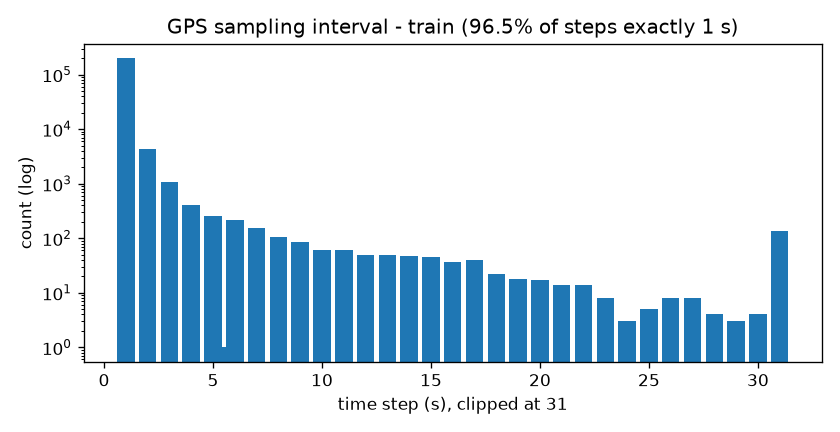 GPS sampling interval - train (96.5% of steps exactly 1 s)
count (log)
10^5
10^4
10^3
10^2
10^1
10^0
0 5 10 15 20 25 30
time step (s), clipped at 31